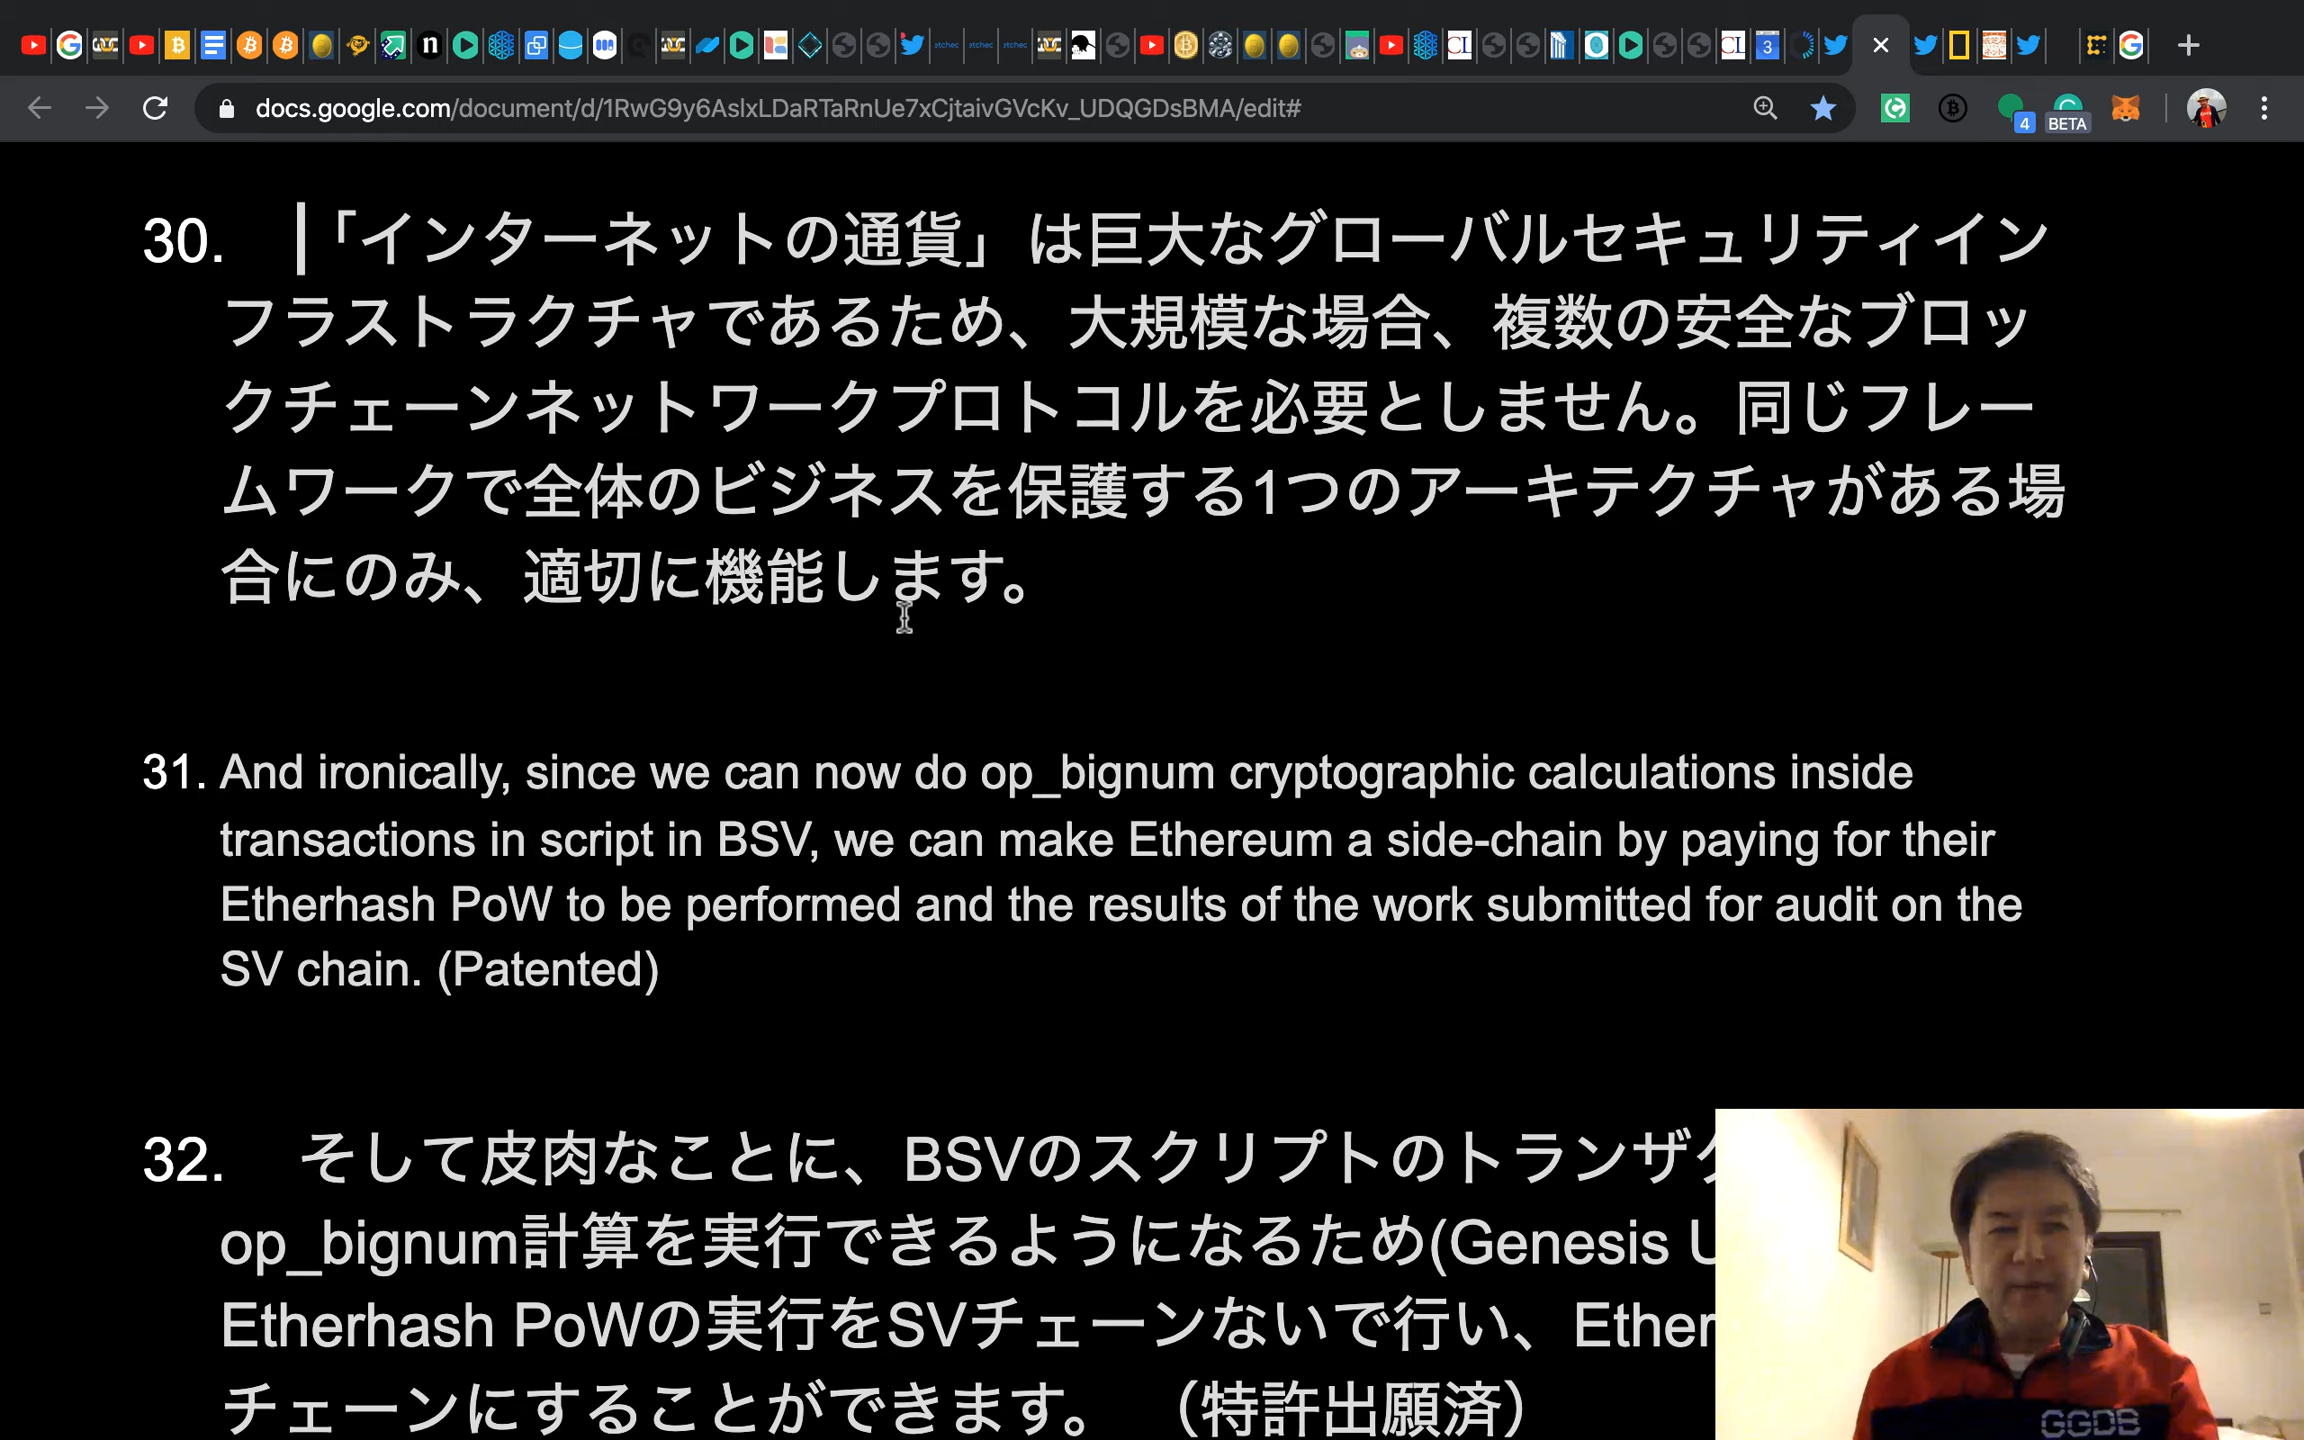 stchec stchec stchec CL CL 3
docs.google.com/document/d/1RwG9y6AslxLDaRTaRnUe7xCjtaivGVcKv_UDQGDsBMA/edit#
4 BETA
30. 「インターネットの通貨」は巨大なグローバルセキュリティイン
フラストラクチャであるため、大規模な場合、複数の安全なブロッ
クチェーンネットワークプロトコルを必要としません。同じフレー
ムワークで全体のビジネスを保護する1つのアーキテクチャがある場
合にのみ、適切に機能します。
31. And ironically, since we can now do op_bignum cryptographic calculations inside
transactions in script in BSV, we can make Ethereum a side-chain by paying for their
Etherhash PoW to be performed and the results of the work submitted for audit on the
SV chain. (Patented)
32. そして皮肉なことに、BSVのスクリプトのトランザク
op_bignum計算を実行できるようになるため(Genesis U
Etherhash PoWの実行をSVチェーンないで行い、Ether
チェーンにすることができます。 （特許出願済）
GGDB